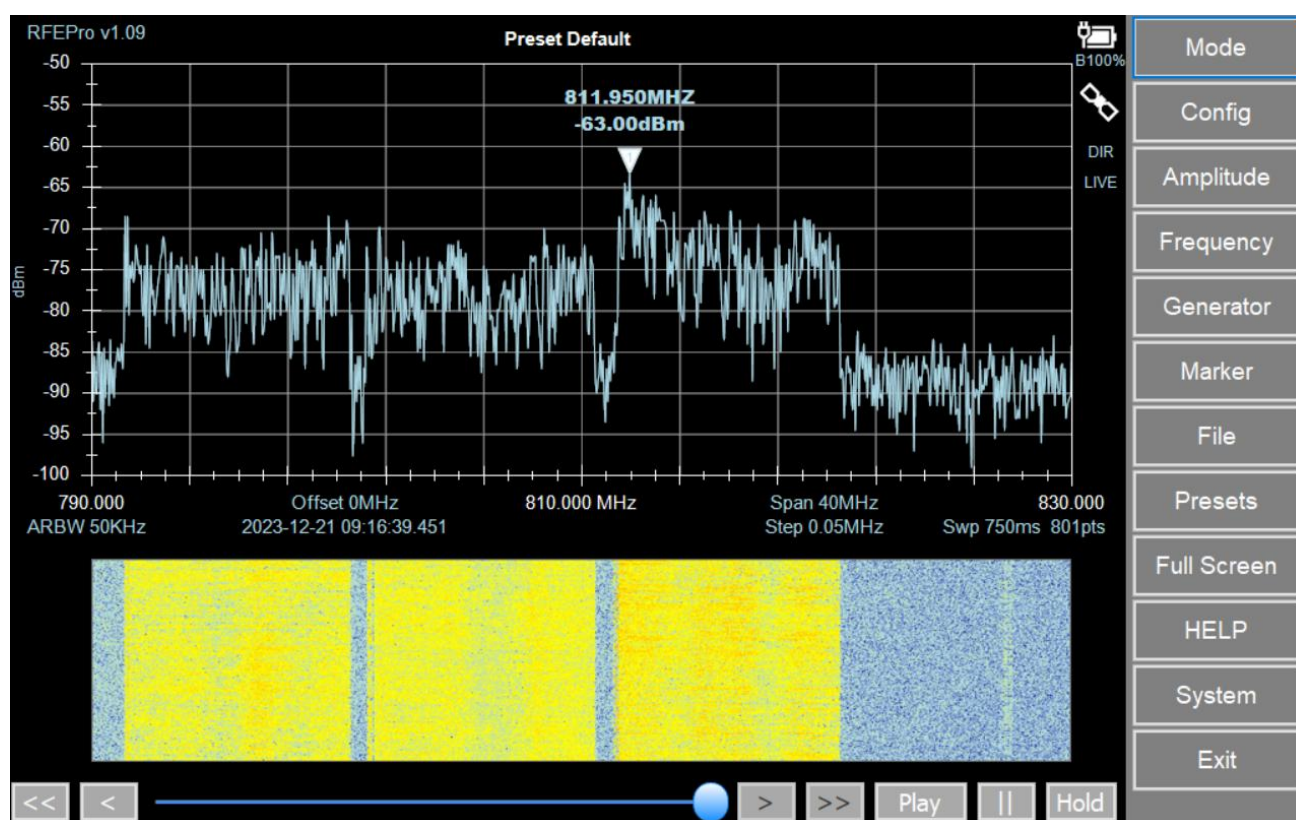 RFEPro v1.09
Preset Default
B100%
-50
811.950MHZ
-63.00dBm
-55
-60
DIR
LIVE
-65
-70
-75
dBm
-80
-85
-90
-95
-100
790.000 Offset 0MHz 810.000 MHz Span 40MHz 830.000
ARBW 50KHz 2023-12-21 09:16:39.451 Step 0.05MHz Swp 750ms 801pts
<< < > >> Play || Hold
Mode
Config
Amplitude
Frequency
Generator
Marker
File
Presets
Full Screen
HELP
System
Exit